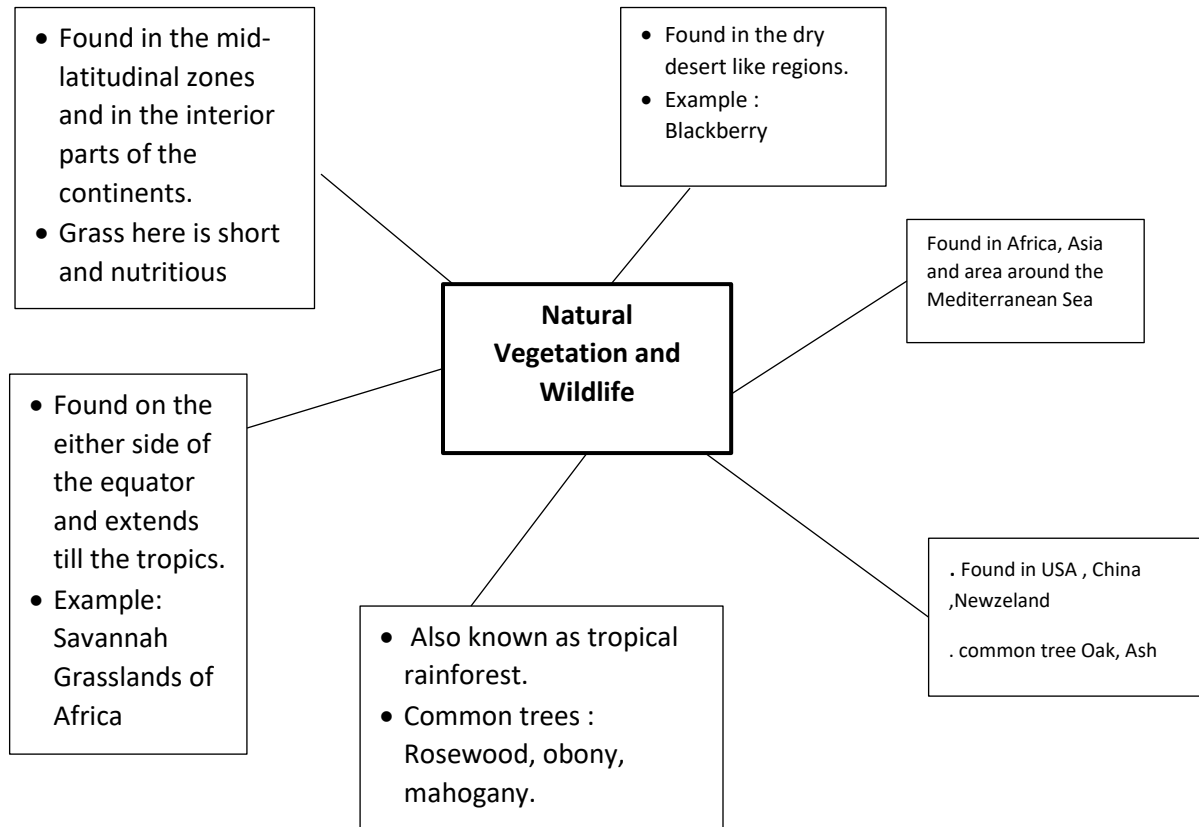 • Found in the mid-
latitudinal zones
and in the interior
parts of the
continents.
• Grass here is short
and nutritious
• Found in the dry
desert like regions.
• Example :
Blackberry
Found in Africa, Asia
and area around the
Mediterranean Sea
Natural
Vegetation and
Wildlife
• Found on the
either side of
the equator
and extends
till the tropics.
• Example:
Savannah
Grasslands of
Africa
• Also known as tropical
rainforest.
• Common trees :
Rosewood, obony,
mahogany.
. Found in USA , China
,Newzeland
. common tree Oak, Ash